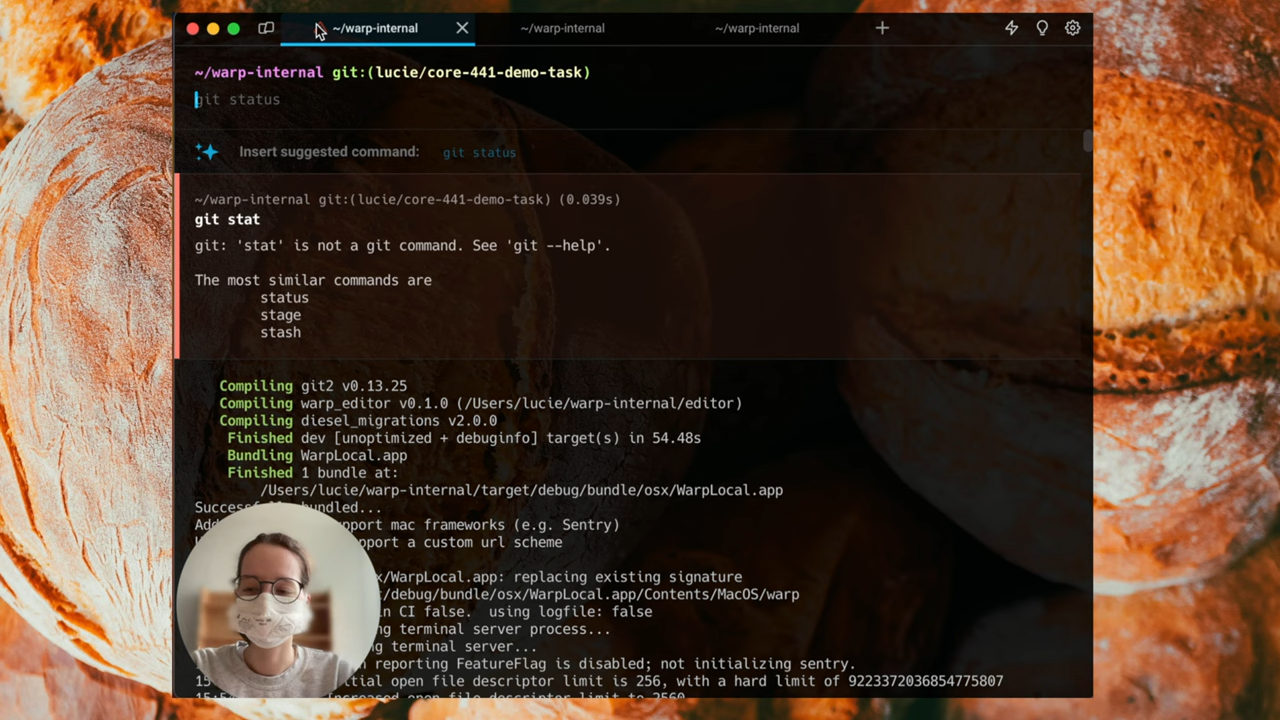 ~/warp-internal
~/warp-internal
~/warp-internal
~/warp-internal git:(lucie/core-441-demo-task)
git status
Insert suggested command: git status
~/warp-internal git:(lucie/core-441-demo-task) (0.039s)
git stat
git: 'stat' is not a git command. See 'git --help'.
The most similar commands are
status
stage
stash
Compiling git2 v0.13.25
Compiling warp_editor v0.1.0 (/Users/lucie/warp-internal/editor)
Compiling diesel_migrations v2.0.0
Finished dev [unoptimized + debuginfo] target(s) in 54.48s
Bundling WarpLocal.app
Finished 1 bundle at:
/Users/lucie/warp-internal/target/debug/bundle/osx/WarpLocal.app
bundled...
pport mac frameworks (e.g. Sentry)
pport a custom url scheme
x/WarpLocal.app: replacing existing signature
/debug/bundle/osx/WarpLocal.app/Contents/MacOS/warp
in CI false. using logfile: false
ng terminal server process...
ng terminal server...
reporting FeatureFlag is disabled; not initializing sentry.
tial open file descriptor limit is 256, with a hard limit of 9223372036854775807
increased open file descriptor limit to 2560